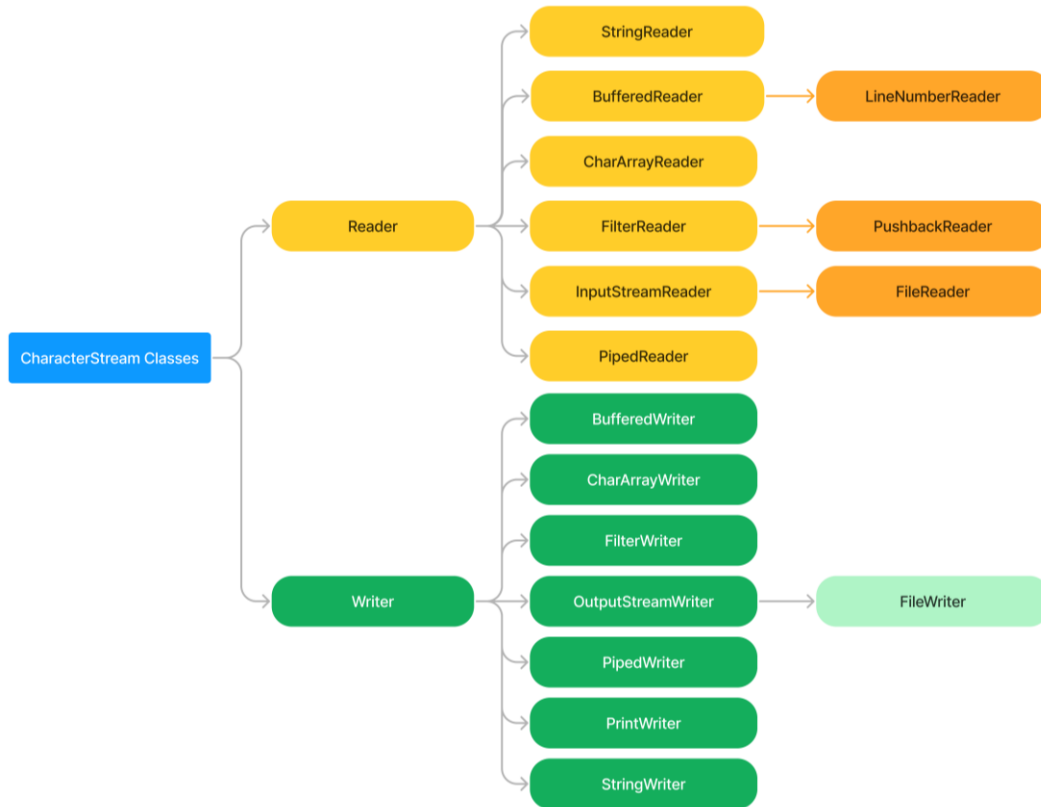 StringReader
BufferedReader
LineNumberReader
CharArrayReader
Reader
FilterReader
PushbackReader
InputStreamReader
FileReader
CharacterStream Classes
PipedReader
BufferedWriter
CharArrayWriter
FilterWriter
Writer
OutputStreamWriter
FileWriter
PipedWriter
PrintWriter
StringWriter